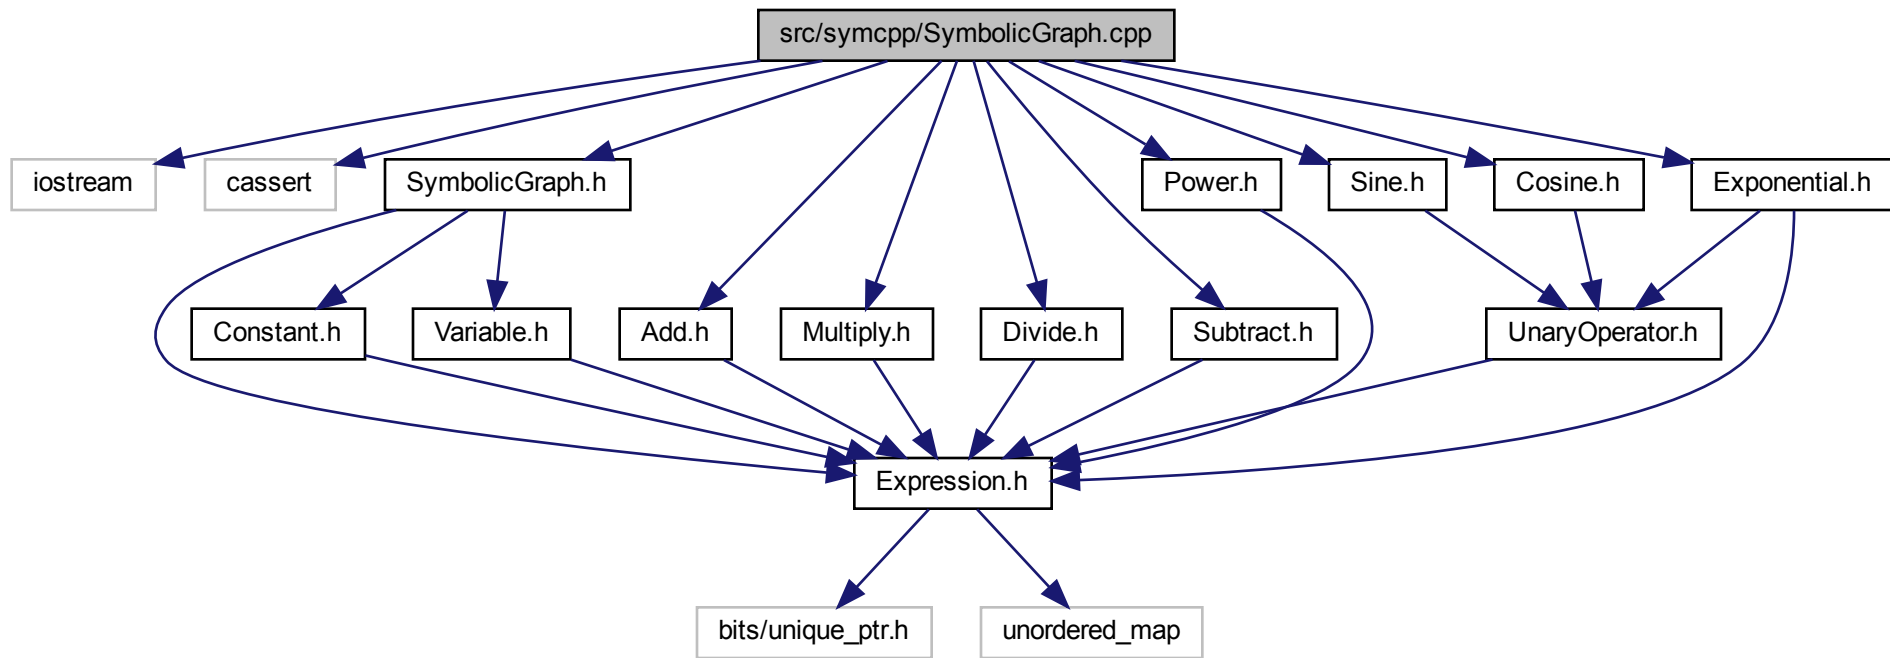 src/symcpp/SymbolicGraph.cpp
iostream
cassert
SymbolicGraph.h
Power.h
Sine.h
Cosine.h
Exponential.h
Constant.h
Variable.h
Add.h
Multiply.h
Divide.h
Subtract.h
UnaryOperator.h
Expression.h
bits/unique_ptr.h
unordered_map